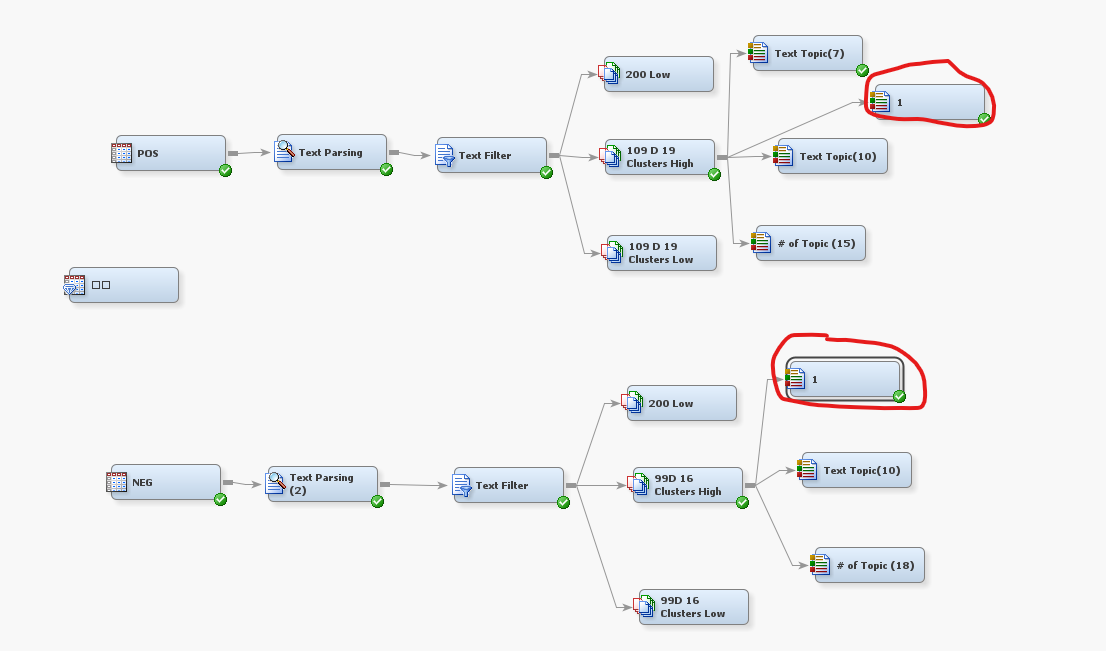 Text Topic(7)
200 Low
1
POS
Text Parsing
Text Filter
109 D 19
Clusters High
Text Topic(10)
109 D 19
Clusters Low
# of Topic (15)
□□
1
200 Low
NEG
Text Parsing
(2)
Text Filter
99D 16
Clusters High
Text Topic(10)
# of Topic (18)
99D 16
Clusters Low